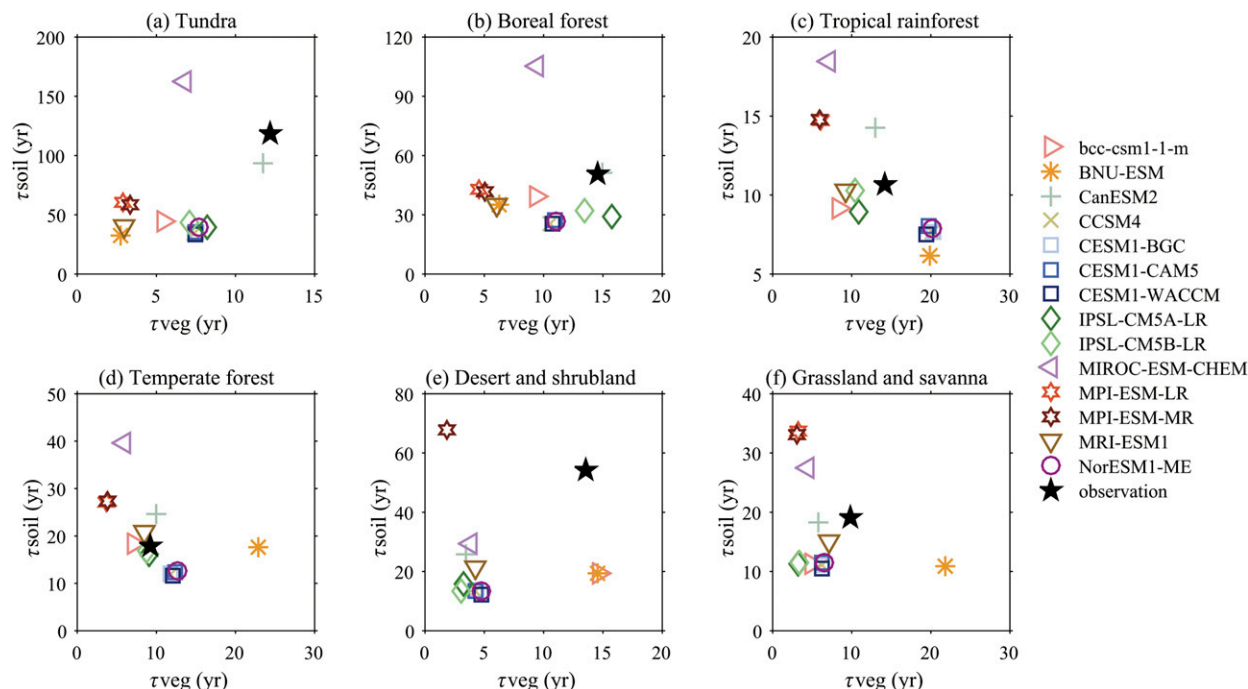 (a) Tundra
200
150
100
50
0
0 5 10 15
τsoil (yr)
τveg (yr)
(b) Boreal forest
120
90
60
30
0
0 5 10 15 20
τsoil (yr)
τveg (yr)
(c) Tropical rainforest
20
15
10
5
0 10 20 30
τsoil (yr)
τveg (yr)
(d) Temperate forest
50
40
30
20
10
0
0 10 20 30
τsoil (yr)
τveg (yr)
(e) Desert and shrubland
80
60
40
20
0
0 5 10 15 20
τsoil (yr)
τveg (yr)
(f) Grassland and savanna
40
30
20
10
0
0 10 20 30
τsoil (yr)
τveg (yr)
bcc-csm1-1-m
BNU-ESM
CanESM2
CCSM4
CESM1-BGC
CESM1-CAM5
CESM1-WACCM
IPSL-CM5A-LR
IPSL-CM5B-LR
MIROC-ESM-CHEM
MPI-ESM-LR
MPI-ESM-MR
MRI-ESM1
NorESM1-ME
observation